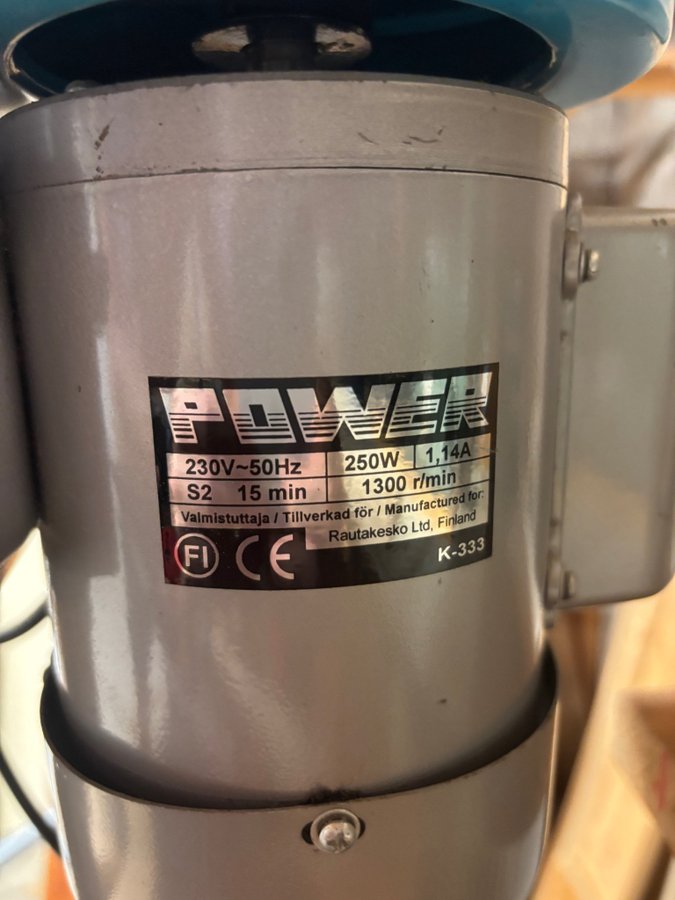 POWER
230V~50Hz 250W 1,14A
S2 15 min 1300 r/min
Valmistuttaja / Tillverkad för / Manufactured for:
Rautakesko Ltd, Finland
FI CE K-333